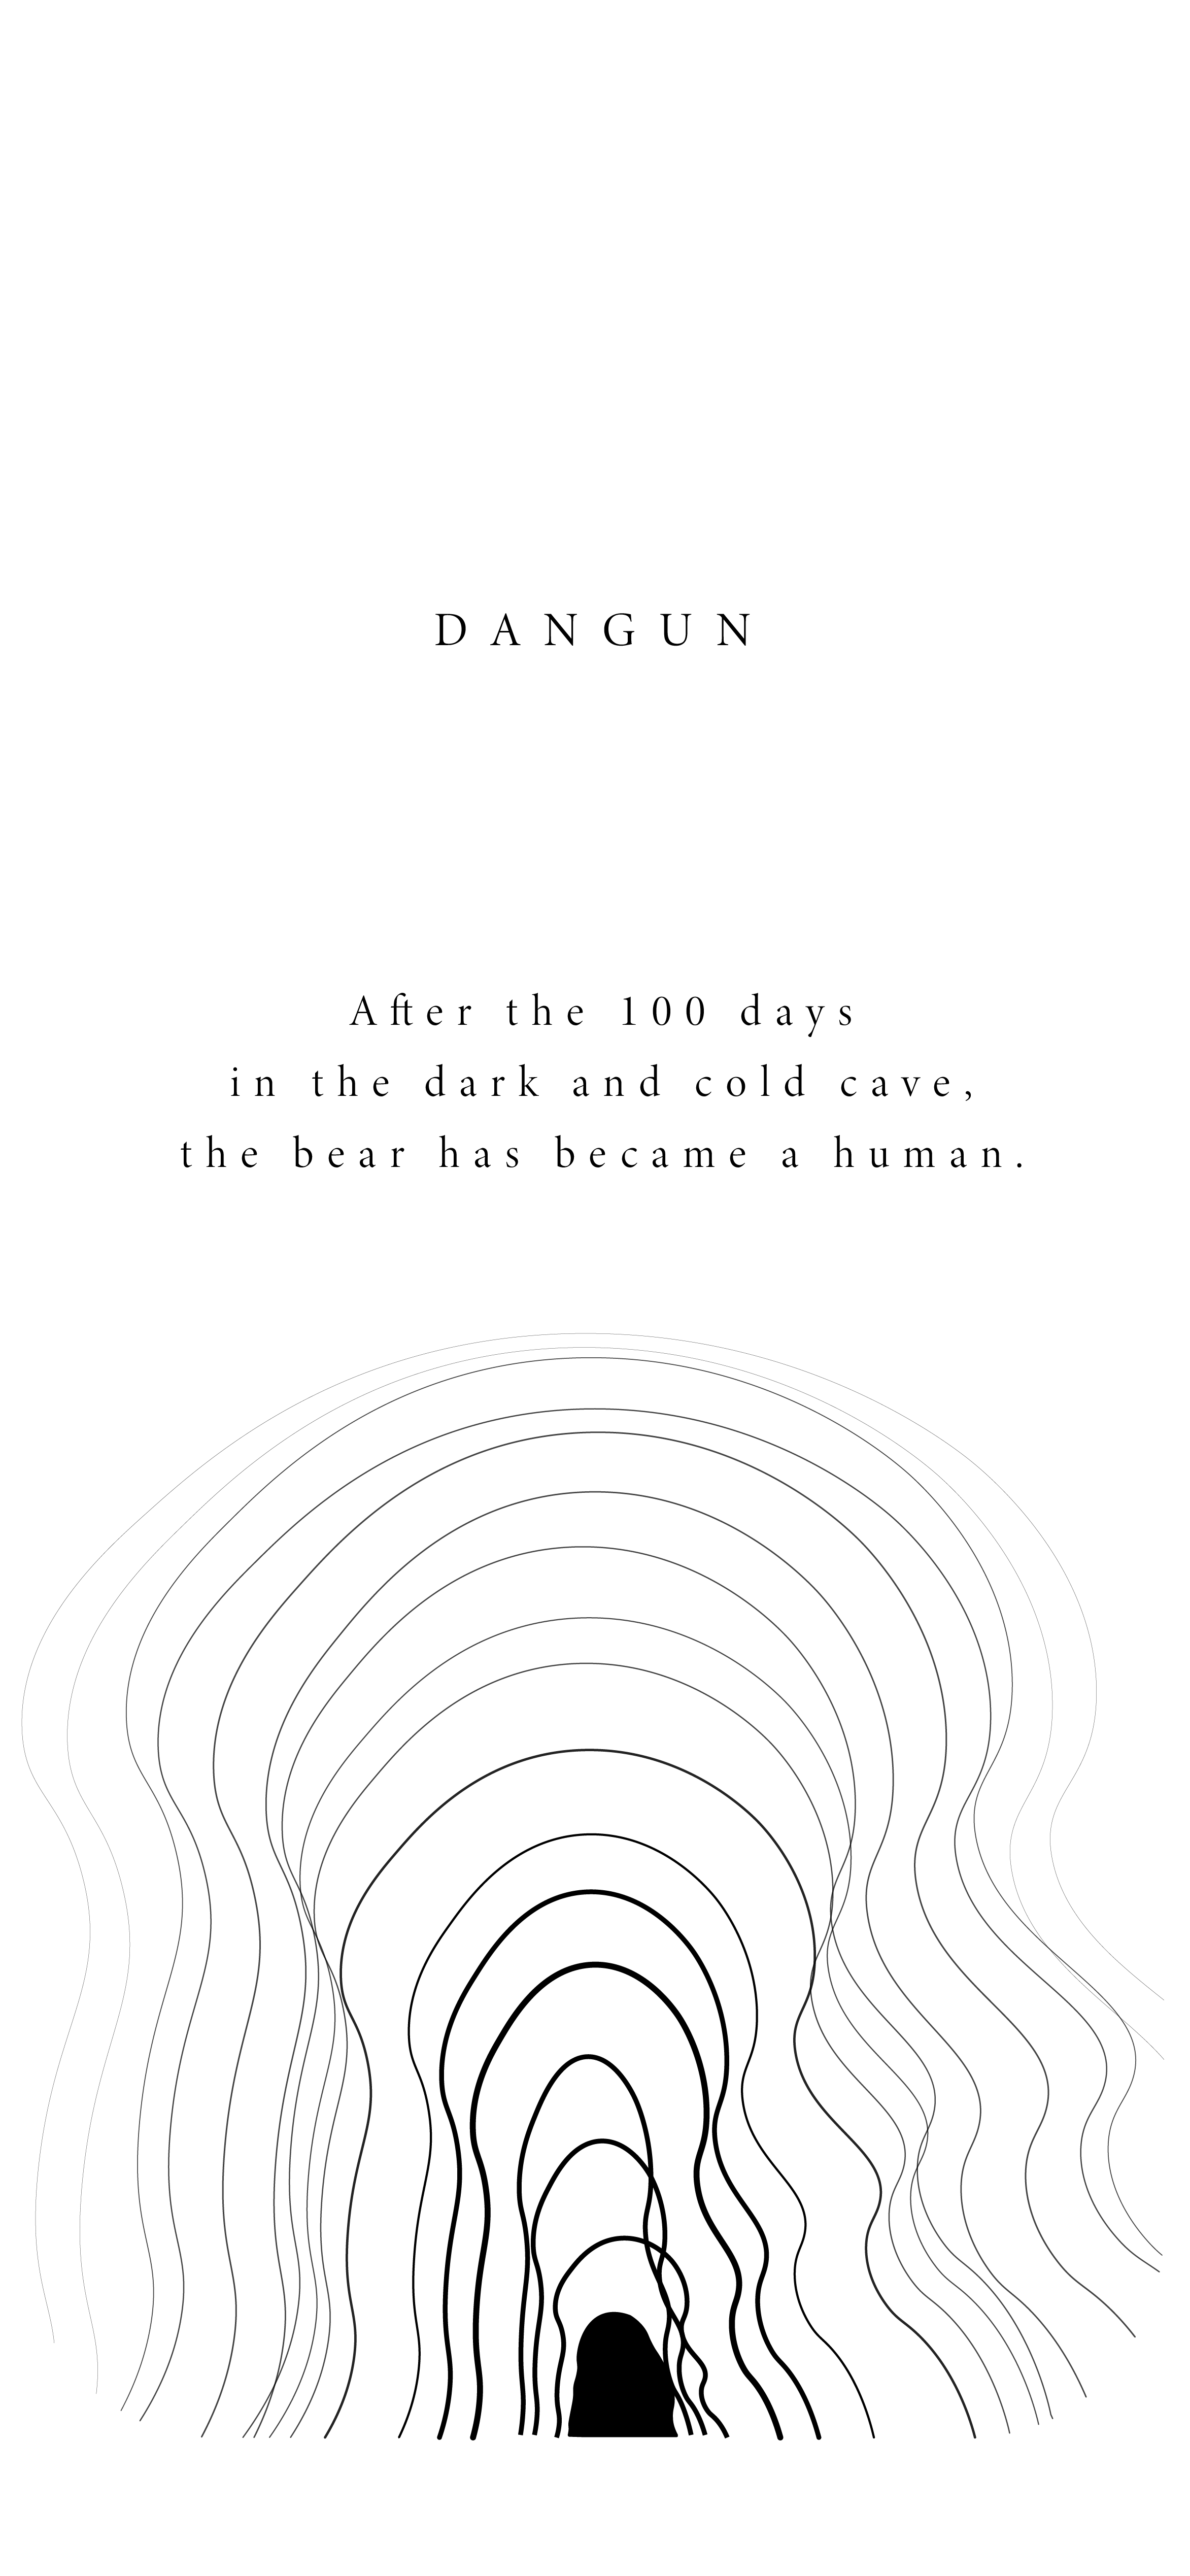 DANGUN
After the 100 days
in the dark and cold cave,
the bear has became a human.